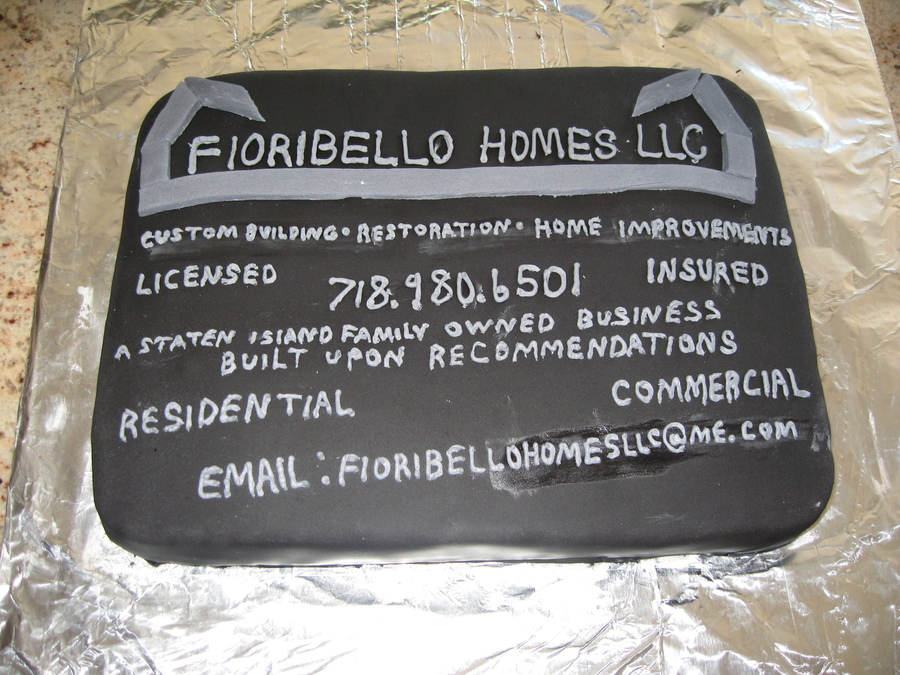 FIORIBELLO HOMES LLC
CUSTOM BUILDING • RESTORATION • HOME IMPROVEMENTS
LICENSED 718.980.6501 INSURED
A STATEN ISLAND FAMILY OWNED BUSINESS
BUILT UPON RECOMMENDATIONS
RESIDENTIAL COMMERCIAL
EMAIL: FIORIBELLOHOMESLLC@ME.COM